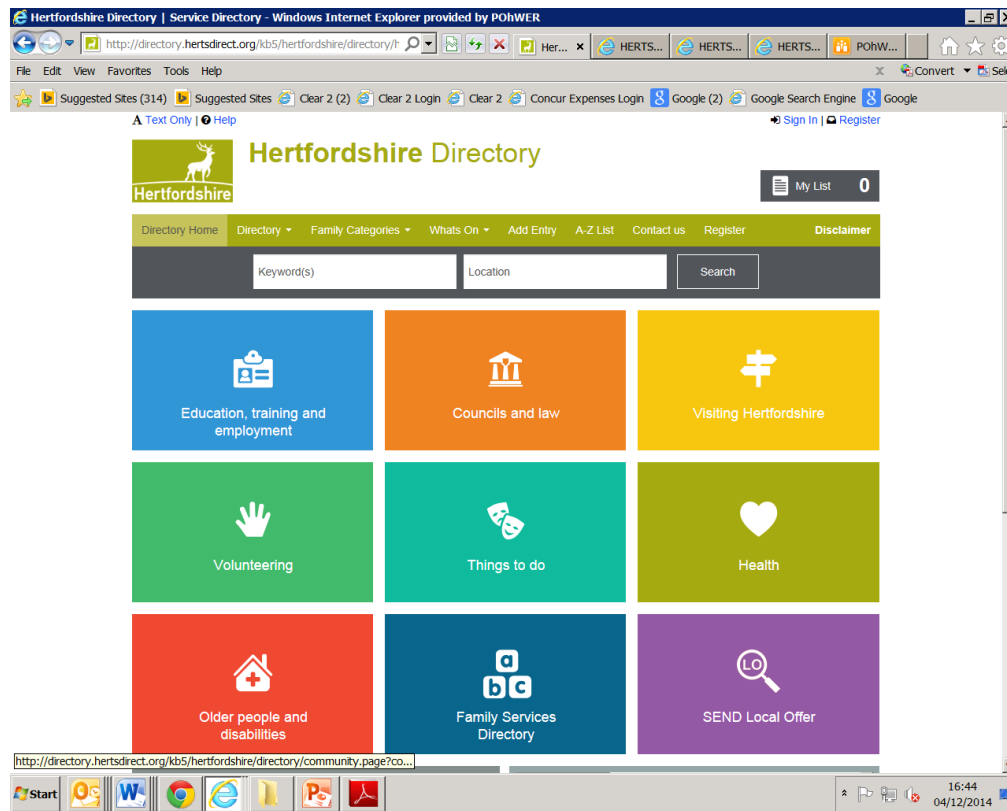 Hertfordshire Directory | Service Directory - Windows Internet Explorer provided by POhWER
http://directory.hertsdirect.org/kb5/hertfordshire/directory/h
Her...
HERTS...
HERTS...
HERTS...
POhW...
File Edit View Favorites Tools Help
x Convert Sel
Suggested Sites (314) Suggested Sites Clear 2 (2) Clear 2 Login Clear 2 Concur Expenses Login Google (2) Google Search Engine Google
A Text Only | Help
Sign In | Register
Hertfordshire
Hertfordshire Directory
My List 0
Directory Home Directory Family Categories Whats On Add Entry A-Z List Contact us Register Disclaimer
Keyword(s) Location Search
Education, training and
employment
Councils and law
Visiting Hertfordshire
Volunteering
Things to do
Health
Older people and
disabilities
a
b c
Family Services
Directory
LO
SEND Local Offer
http://directory.hertsdirect.org/kb5/hertfordshire/directory/community.page?co...
Start
16:44
04/12/2014